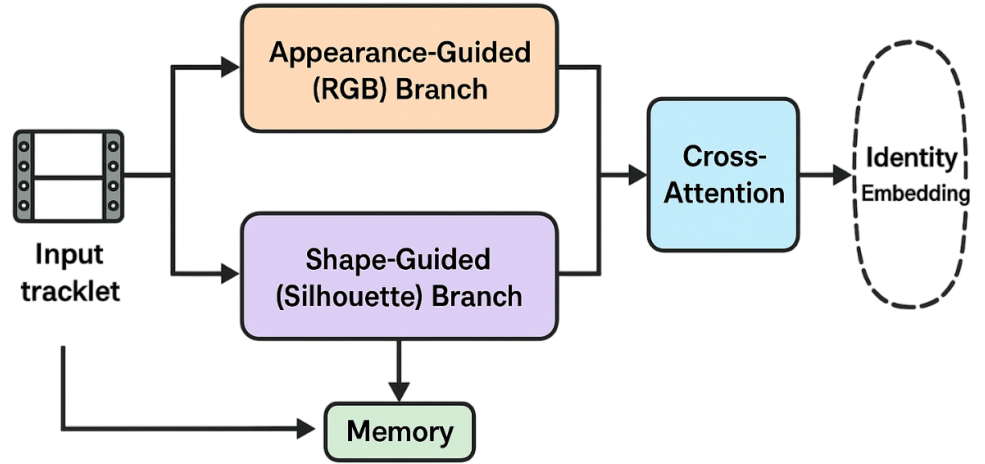 Appearance-Guided
(RGB) Branch
Input
tracklet
Shape-Guided
(Silhouette) Branch
Memory
Cross-
Attention
Identity
Embedding